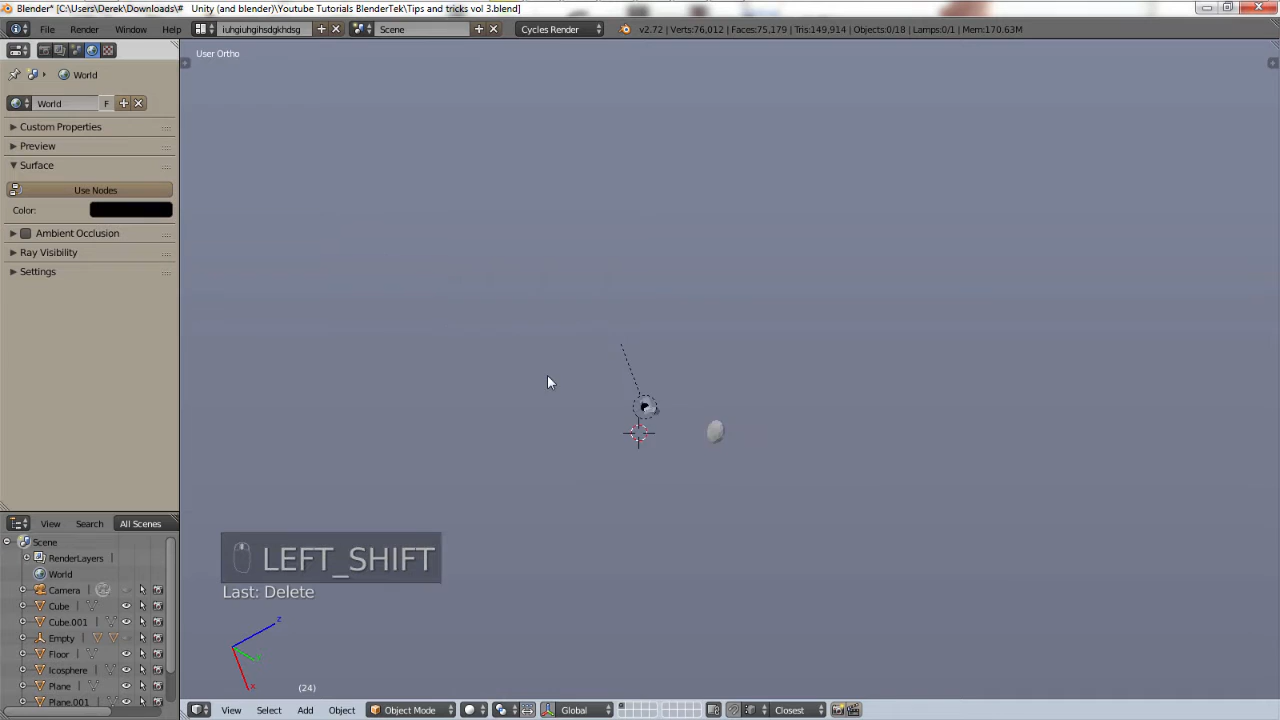 Blender* [C:\Users\Derek\Downloads\# Unity (and blender)\Youtube Tutorials BlenderTek\Tips and tricks vol 3.blend]
File Render Window Help iuhgiuhgihsdgkhdsg Scene Cycles Render v2.72 | Verts:76,012 | Faces:75,179 | Tris:149,914 | Objects:0/18 | Lamps:0/1 | Mem:170.63M
User Ortho
World
World F
Custom Properties
Preview
Surface
Use Nodes
Color:
Ambient Occlusion
Ray Visibility
Settings
View Search All Scenes
Scene
RenderLayers
World
Camera
Cube
Cube.001
Empty
Floor
Icosphere
Plane
Plane.001
LEFT_SHIFT
Last: Delete
z
y
x
(24)
View Select Add Object Object Mode Global Closest